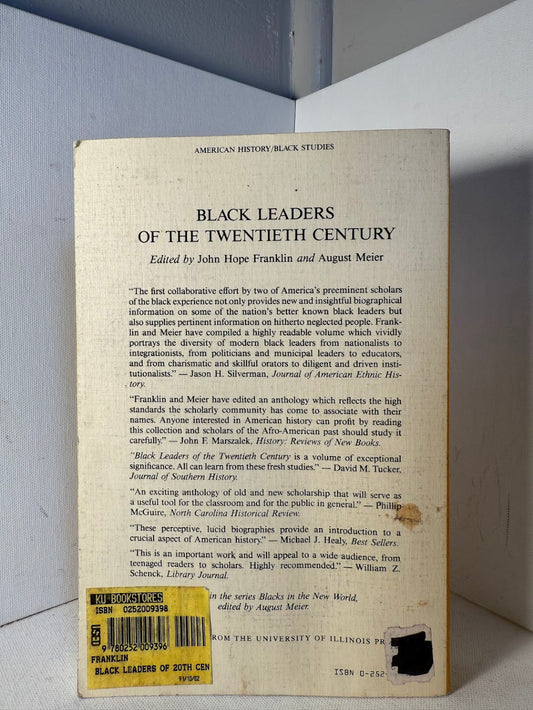 AMERICAN HISTORY/BLACK STUDIES
BLACK LEADERS
OF THE TWENTIETH CENTURY
Edited by John Hope Franklin and August Meier
"The first collaborative effort by two of America's preeminent scholars
of the black experience not only provides new and insightful biographical
information on some of the nation's better known black leaders but
also supplies pertinent information on hitherto neglected people. Frank-
lin and Meier have compiled a highly readable volume which vividly
portrays the diversity of modern black leaders from nationalists to
integrationists, from politicians and municipal leaders to educators,
and from charismatic and skillful orators to diligent and driven insti-
tutionalists." — Jason H. Silverman, Journal of American Ethnic His-
tory.
"Franklin and Meier have edited an anthology which reflects the high
standards the scholarly community has come to associate with their
names. Anyone interested in American history can profit by reading
this collection and scholars of the Afro-American past should study it
carefully." — John F. Marszalek, History: Reviews of New Books.
"Black Leaders of the Twentieth Century is a volume of exceptional
significance. All can learn from these fresh studies." — David M. Tucker,
Journal of Southern History.
"An exciting anthology of old and new scholarship that will serve as
a useful tool for the classroom and for the public in general." — Phillip
McGuire, North Carolina Historical Review.
"These perceptive, lucid biographies provide an introduction to a
crucial aspect of American history." — Michael J. Healy, Best Sellers.
"This is an important work and will appeal to a wide audience, from
teenaged readers to scholars. Highly recommended." — William Z.
Schenck, Library Journal.
in the series Blacks in the New World,
edited by August Meier.
FROM THE UNIVERSITY OF ILLINOIS PR
KU BOOKSTORES
ISBN 0252009398
9 780252 009396
FRANKLIN
BLACK LEADERS OF 20TH CEN
ISBN 0-252-